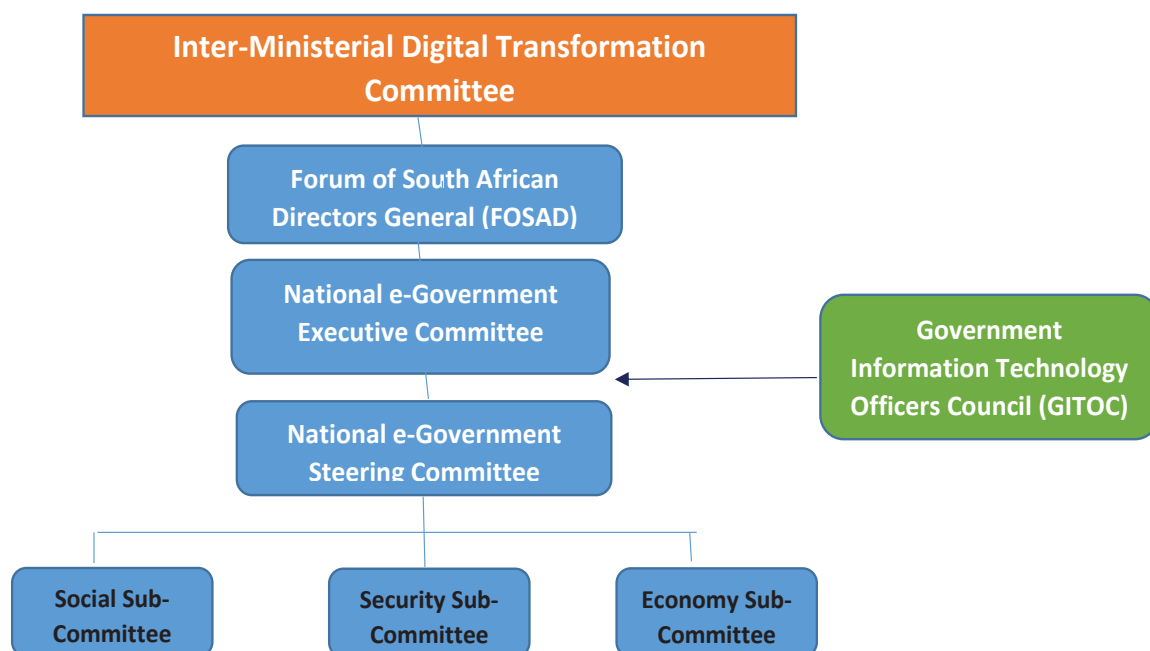 Inter-Ministerial Digital Transformation
Committee
Forum of South African
Directors General (FOSAD)
National e-Government
Executive Committee
Government
Information Technology
Officers Council (GITOC)
National e-Government
Steering Committee
Social Sub-
Committee
Security Sub-
Committee
Economy Sub-
Committee